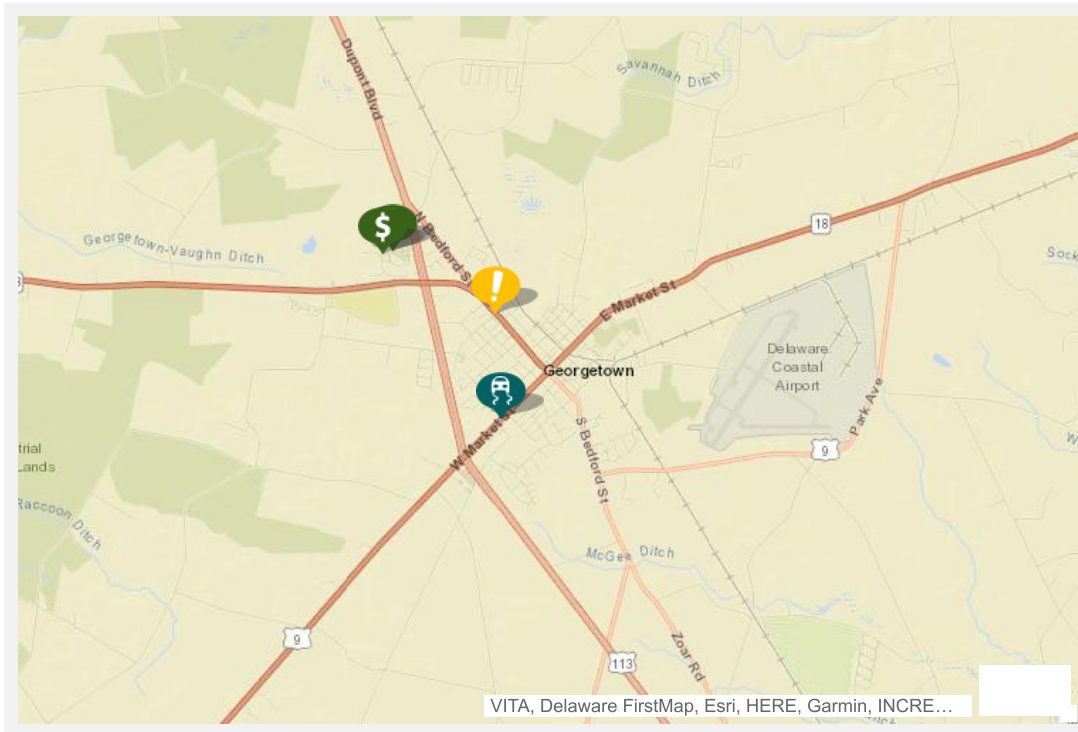 Dupont Blvd
Savannah Ditch
$
N Bedford St
18
Georgetown-Vaughn Ditch
Sock
!
E Market St
Delaware
Coastal
Airport
Georgetown
Park Ave
W Market St
S Bedford St
9
trial
Lands
W
Raccoon Ditch
McGee Ditch
9
Zoar Rd
113
VITA, Delaware FirstMap, Esri, HERE, Garmin, INCRE…